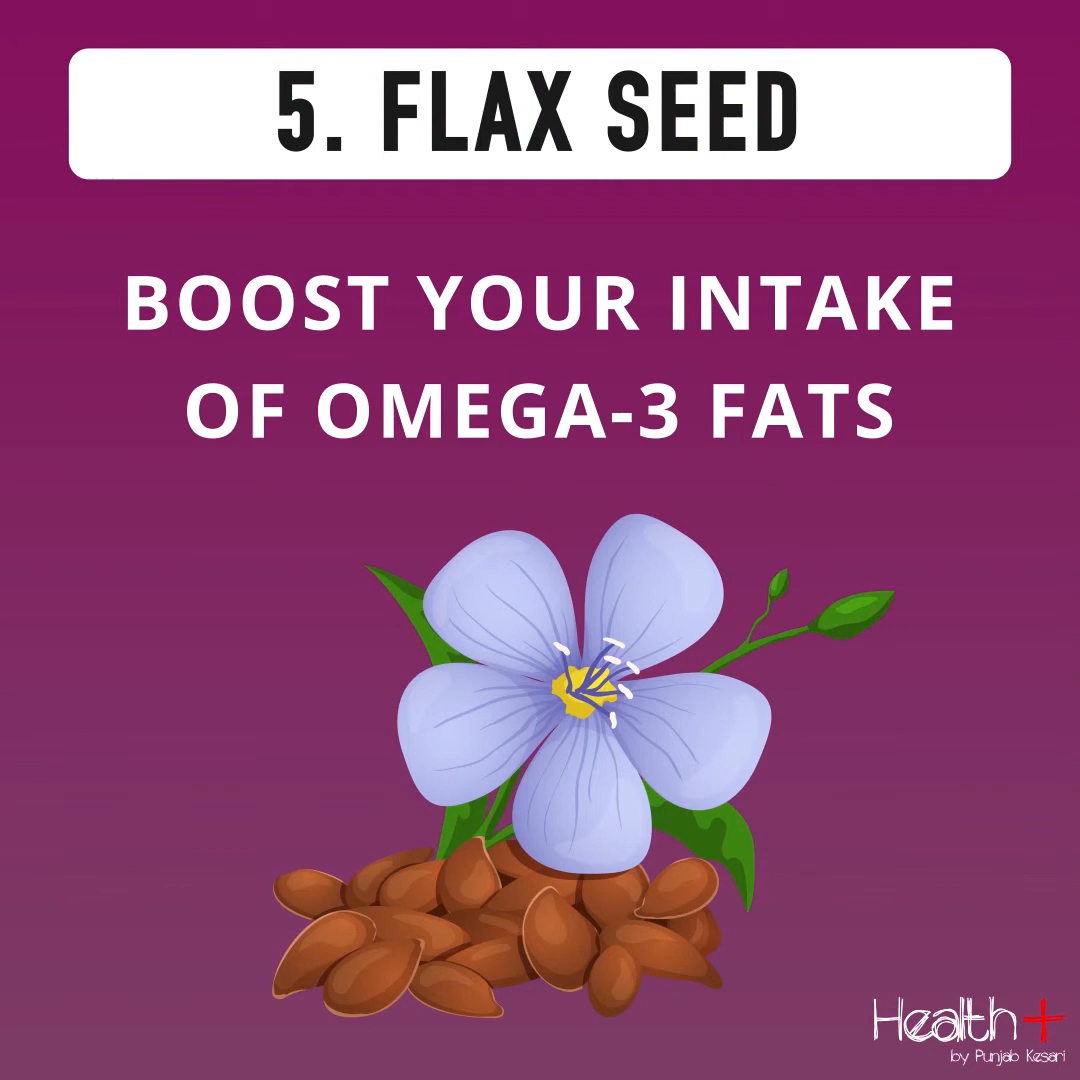 5. FLAX SEED
BOOST YOUR INTAKE
OF OMEGA-3 FATS
Health+
by Punjab Kesari